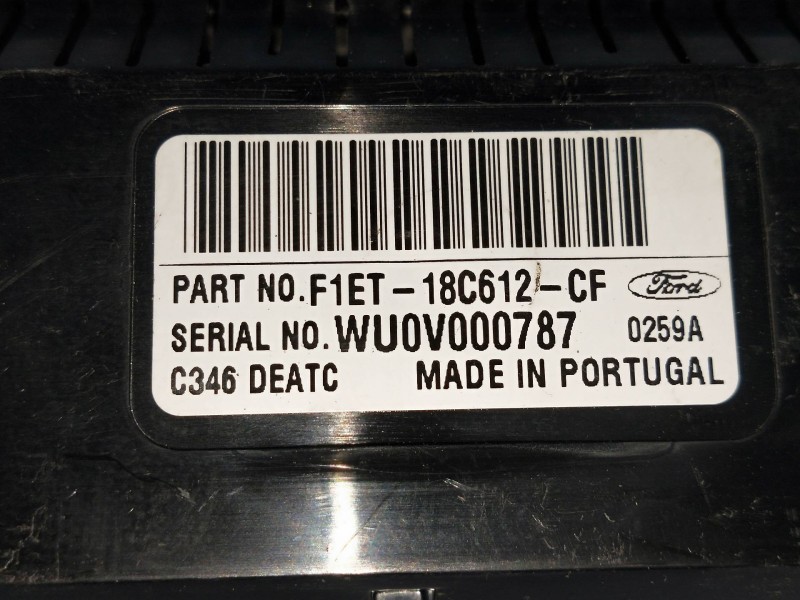 PART NO. F1ET-18C612-CF Ford
SERIAL NO. WU0V000787 0259A
C346 DEATC MADE IN PORTUGAL